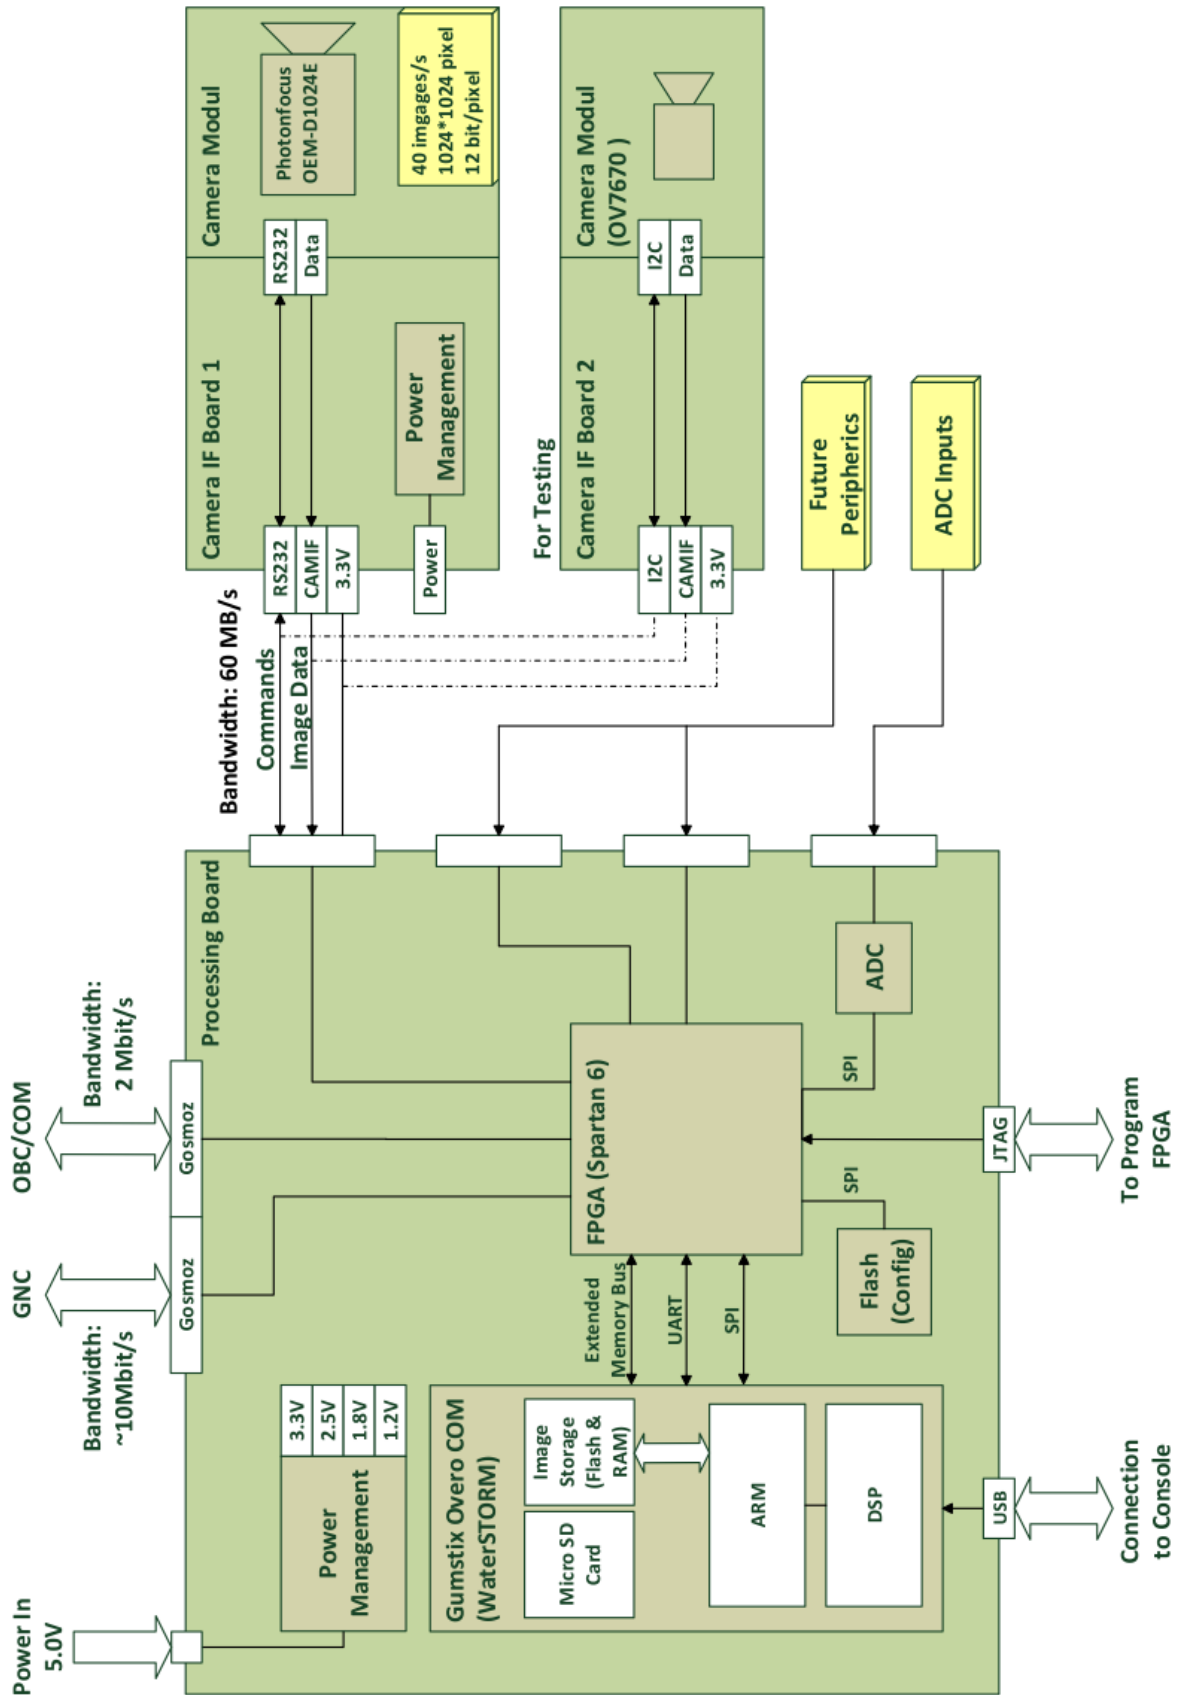 Power In
5.0V
GNC
Bandwidth:
~10Mbit/s
OBC/COM
Bandwidth:
2 Mbit/s
Gosmoz
Gosmoz
Processing Board
Power
Management
3.3V
2.5V
1.8V
1.2V
Gumstix Overo COM
(WaterSTORM)
Micro SD
Card
Image
Storage
(Flash &
RAM)
ARM
DSP
Extended
Memory Bus
UART
SPI
FPGA (Spartan 6)
Flash
(Config)
SPI
SPI
ADC
USB
Connection
to Console
JTAG
To Program
FPGA
Bandwidth: 60 MB/s
Commands
Image Data
Camera IF Board 1
RS232
CAMIF
3.3V
Power
Power
Management
RS232
Data
Camera Modul
Photonfocus
OEM-D1024E
40 imgages/s
1024*1024 pixel
12 bit/pixel
For Testing
Camera IF Board 2
I2C
CAMIF
3.3V
I2C
Data
Camera Modul
(OV7670 )
Future
Peripherics
ADC Inputs